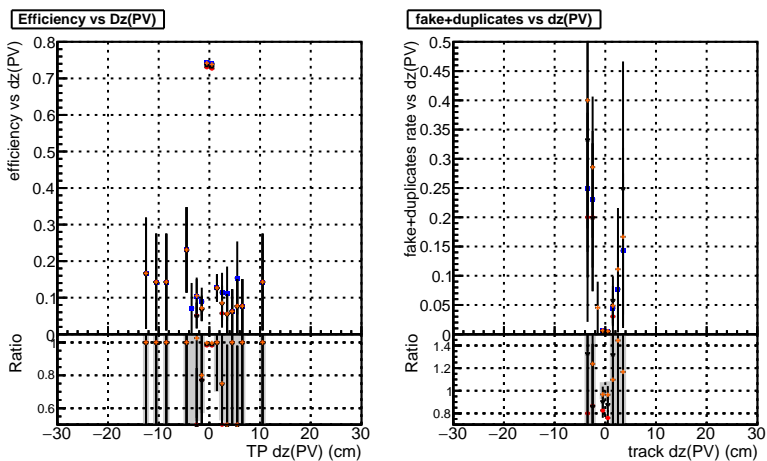 Efficiency vs Dz(PV)
efficiency vs dz(PV)
0.8
0.7
0.6
0.5
0.4
0.3
0.2
0.1
0
Ratio
1
0.8
0.6
−30 −20 −10 0 10 20 30
TP dz(PV) (cm)
fake+duplicates vs dz(PV)
fake+duplicates rate vs dz(PV)
0.5
0.45
0.4
0.35
0.3
0.25
0.2
0.15
0.1
0.05
0
Ratio
1.4
1.2
1
0.8
−30 −20 −10 0 10 20 30
track dz(PV) (cm)